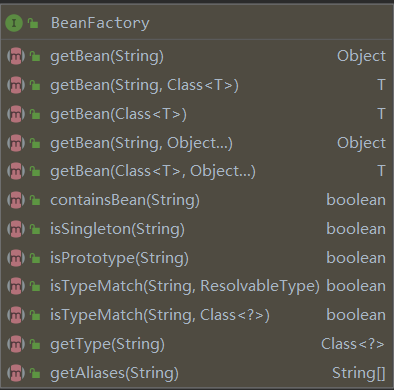 BeanFactory
getBean(String) Object
getBean(String, Class<T>) T
getBean(Class<T>) T
getBean(String, Object...) Object
getBean(Class<T>, Object...) T
containsBean(String) boolean
isSingleton(String) boolean
isPrototype(String) boolean
isTypeMatch(String, ResolvableType) boolean
isTypeMatch(String, Class<?>) boolean
getType(String) Class<?>
getAliases(String) String[]